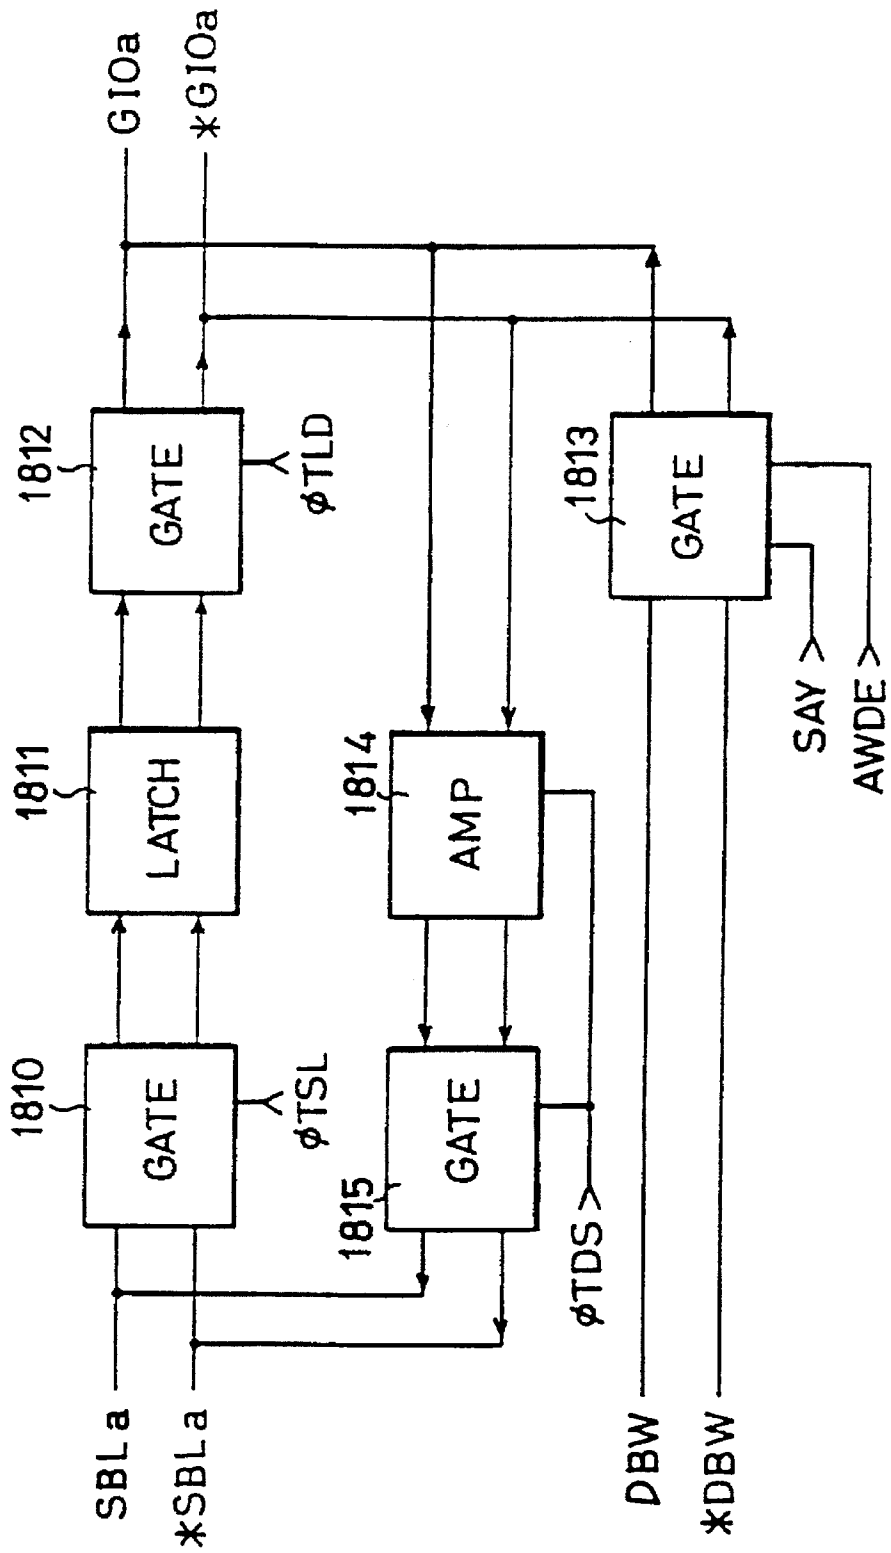 GIOa
*GIOa
1812
GATE
φTLD
1813
GATE
SAY
AWDE
1811
LATCH
1814
AMP
1810
GATE
φTSL
1815
GATE
φTDS
SBLa
*SBLa
DBW
*DBW